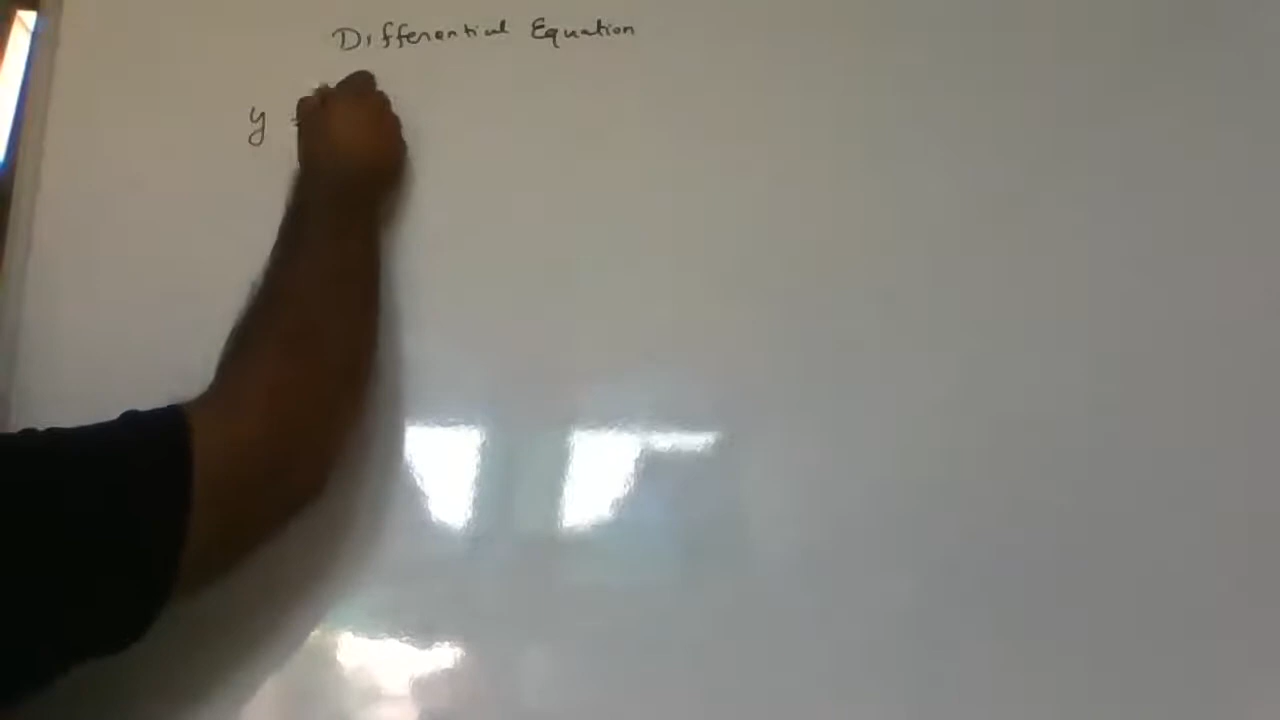 Differential Equation
y =